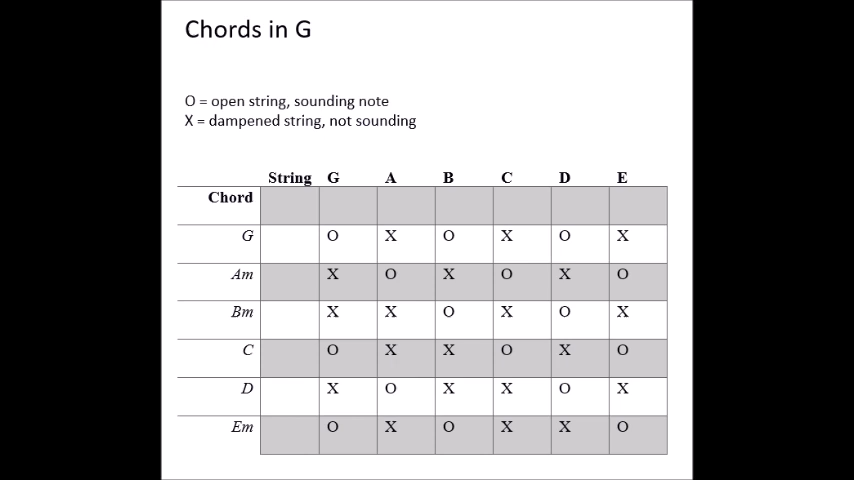 Chords in G
O = open string, sounding note
X = dampened string, not sounding
String G A B C D E
Chord
G O X O X O X
Am X O X O X O
Bm X X O X O X
C O X X O X O
D X O X X O X
Em O X O X X O